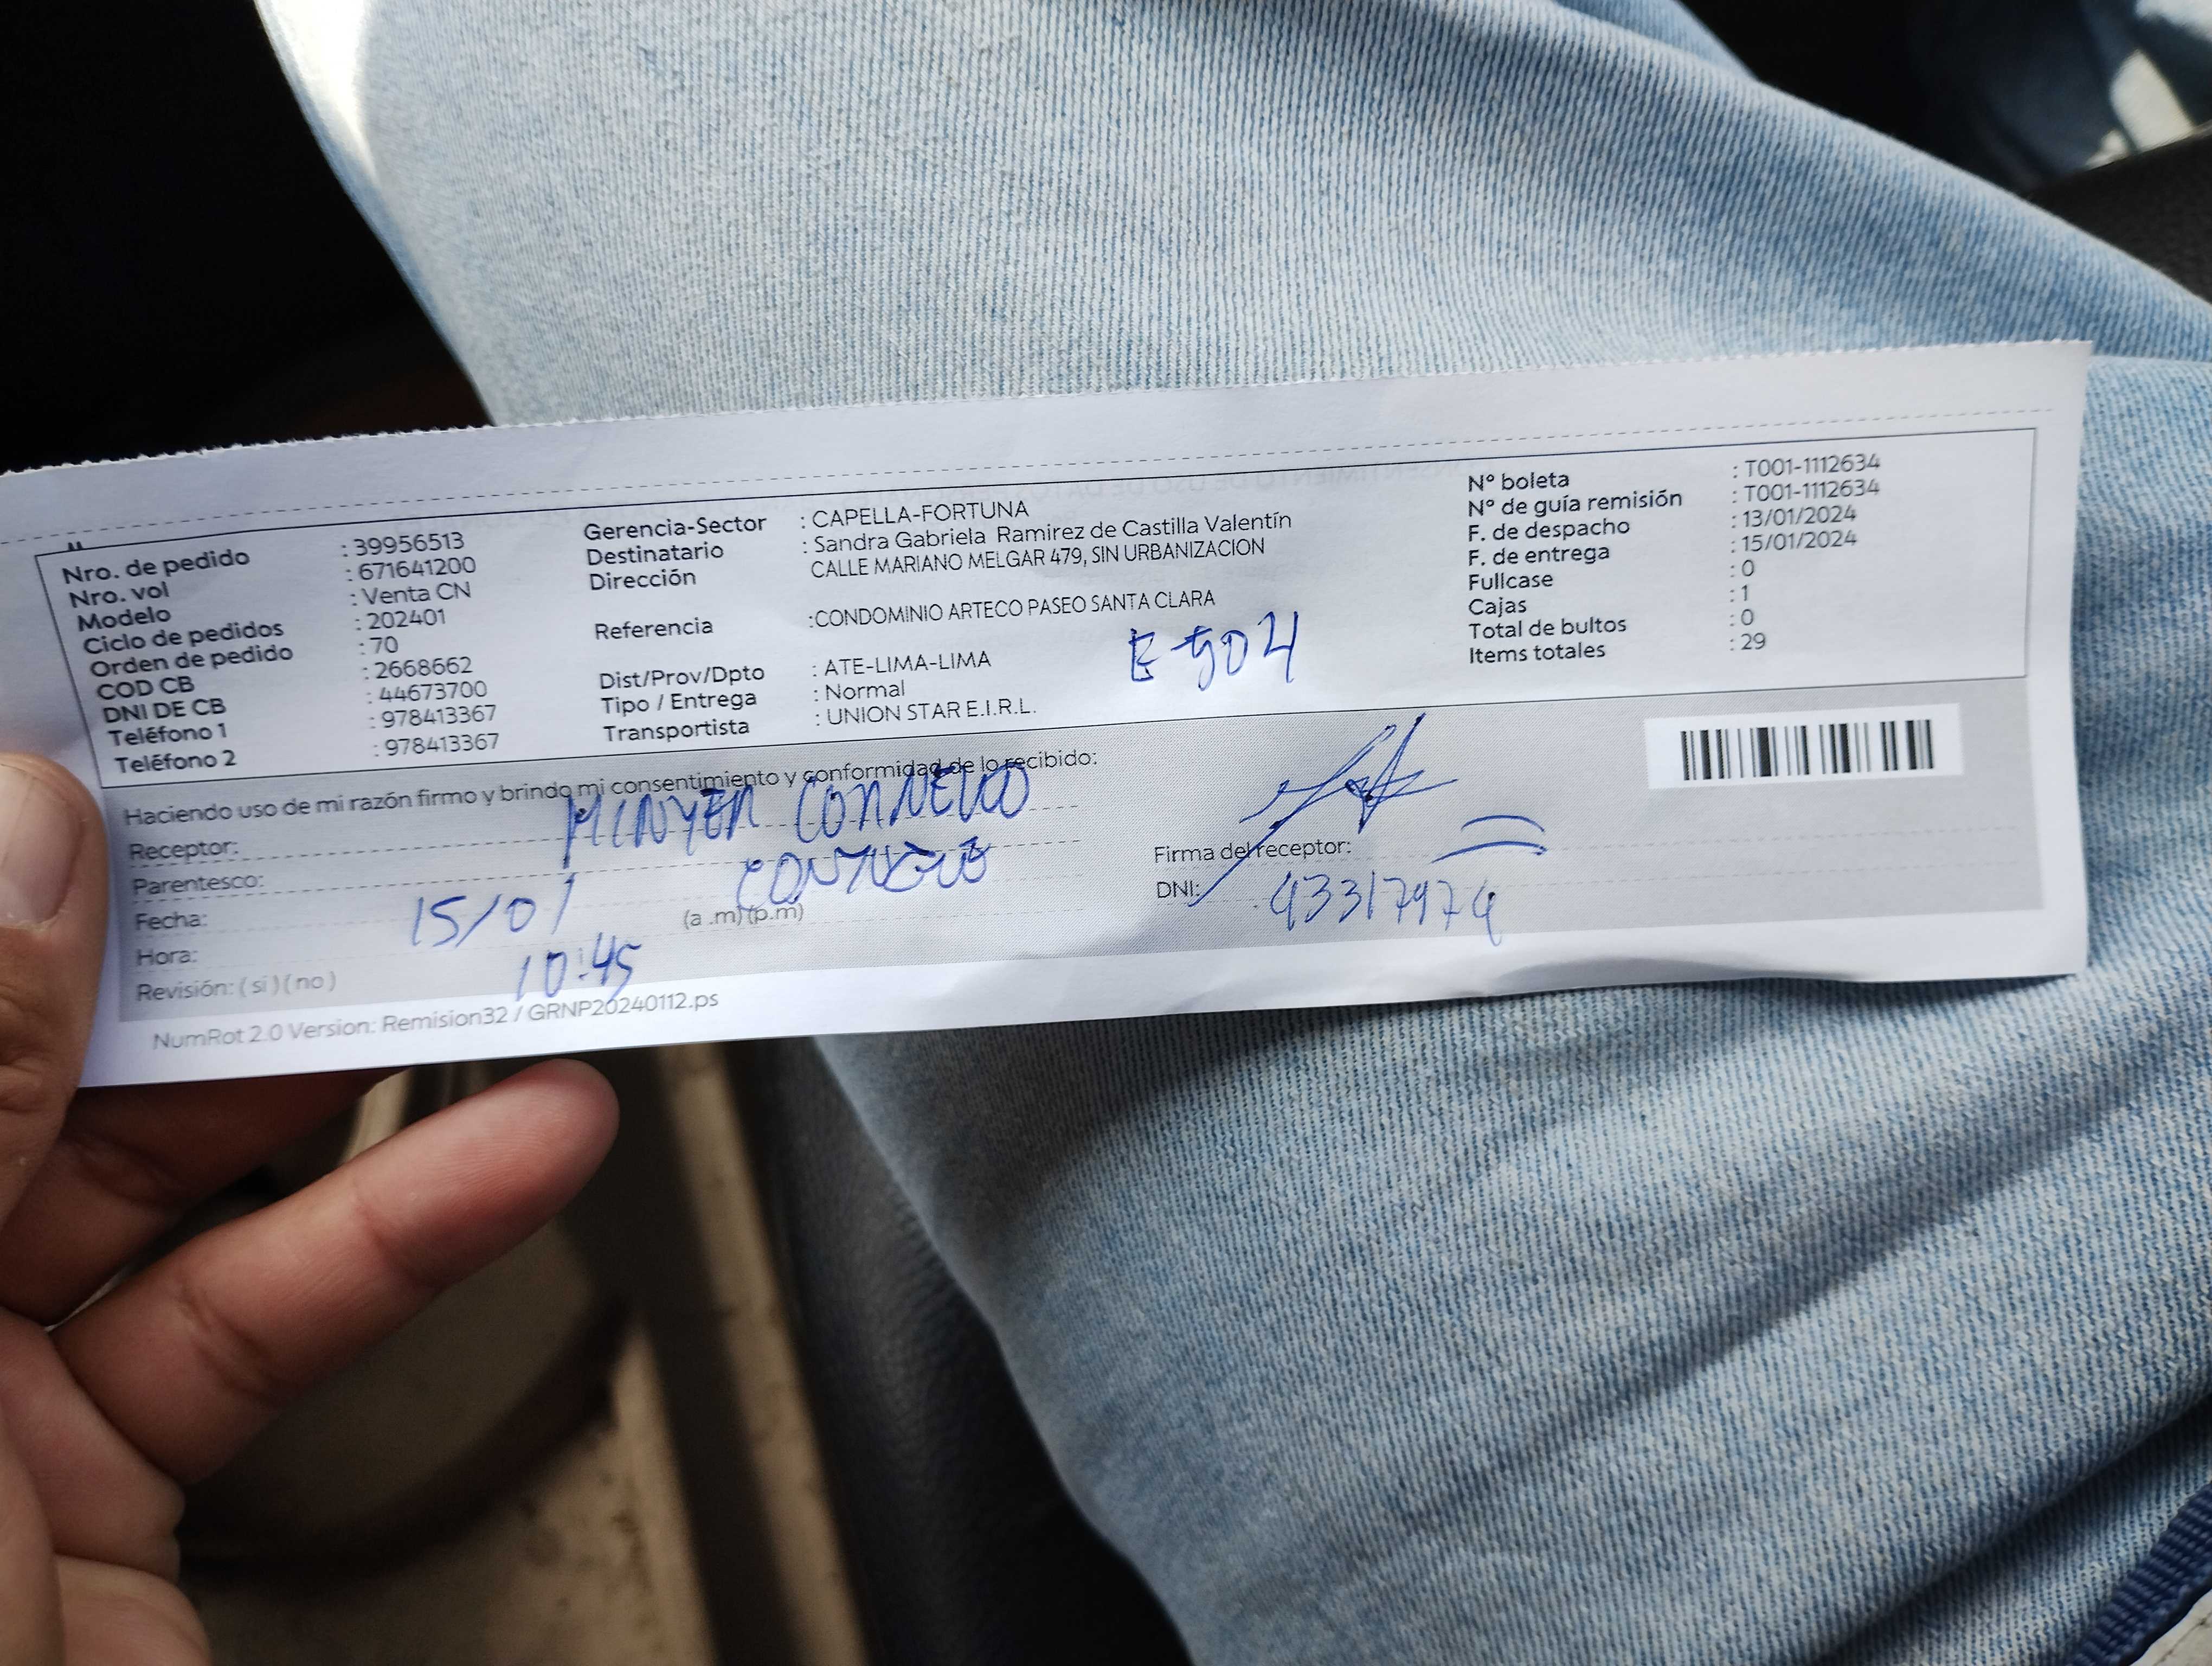 Nro. de pedido : 39956513
Nro. vol : 671641200
Modelo : Venta CN
Ciclo de pedidos : 202401
Orden de pedido : 70
COD CB : 2668662
DNI DE CB : 44673700
Teléfono 1 : 978413367
Teléfono 2 : 978413367
Gerencia-Sector : CAPELLA-FORTUNA
Destinatario : Sandra Gabriela Ramirez de Castilla Valentín
Dirección CALLE MARIANO MELGAR 479, SIN URBANIZACION
Referencia :CONDOMINIO ARTECO PASEO SANTA CLARA
E-504
Dist/Prov/Dpto : ATE-LIMA-LIMA
Tipo / Entrega : Normal
Transportista : UNION STAR E.I.R.L.
N° boleta : T001-1112634
N° de guía remisión : T001-1112634
F. de despacho : 13/01/2024
F. de entrega : 15/01/2024
Fullcase : 0
Cajas : 1
Total de bultos : 0
Items totales : 29
Haciendo uso de mi razón firmo y brindo mi consentimiento y conformidad de lo recibido:
Receptor:
Parentesco:
Fecha: 15/01
Hora: 10:45 (a .m)(p.m)
Revisión: ( si ) ( no )
Firma del receptor:
DNI: 43317974
NumRot 2.0 Version: Remision32 / GRNP20240112.ps